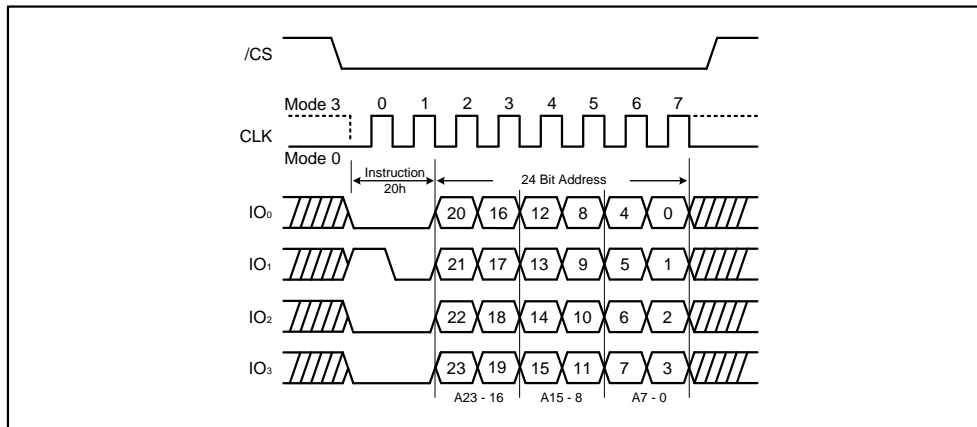 /CS
Mode 3 0 1 2 3 4 5 6 7
CLK
Mode 0
Instruction 24 Bit Address
20h
IO₀ 20 16 12 8 4 0
IO₁ 21 17 13 9 5 1
IO₂ 22 18 14 10 6 2
IO₃ 23 19 15 11 7 3
A23 - 16 A15 - 8 A7 - 0